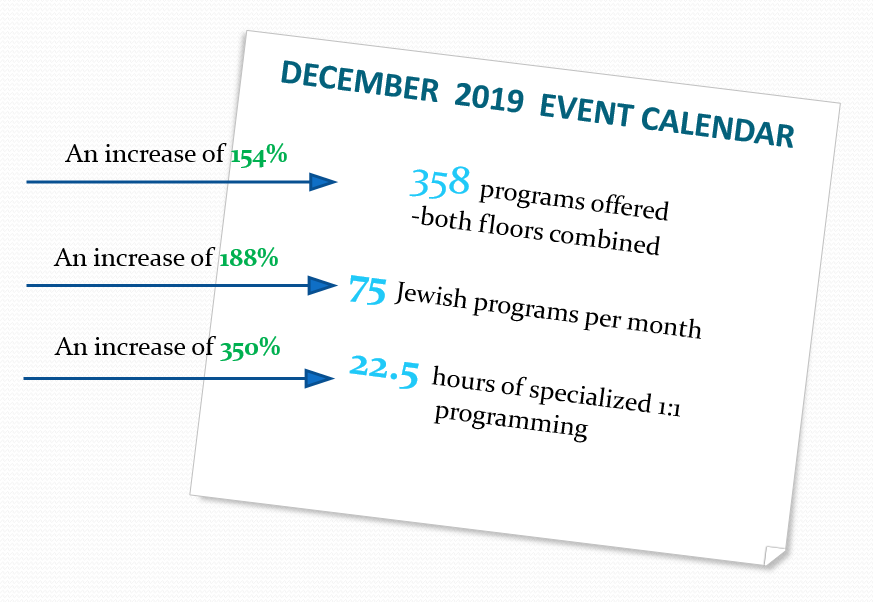 DECEMBER 2019 EVENT CALENDAR
An increase of 154%
358 programs offered
-both floors combined
An increase of 188%
75 Jewish programs per month
An increase of 350%
22.5 hours of specialized 1:1
programming